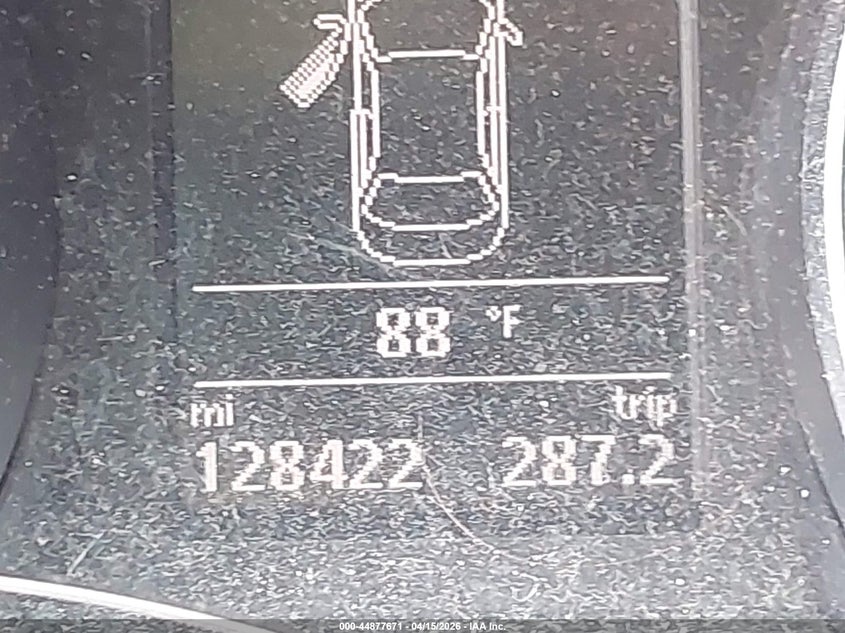 88 °F
mi trip
128422 287.2
000-44877671 - 04/15/2026 - IAA Inc.